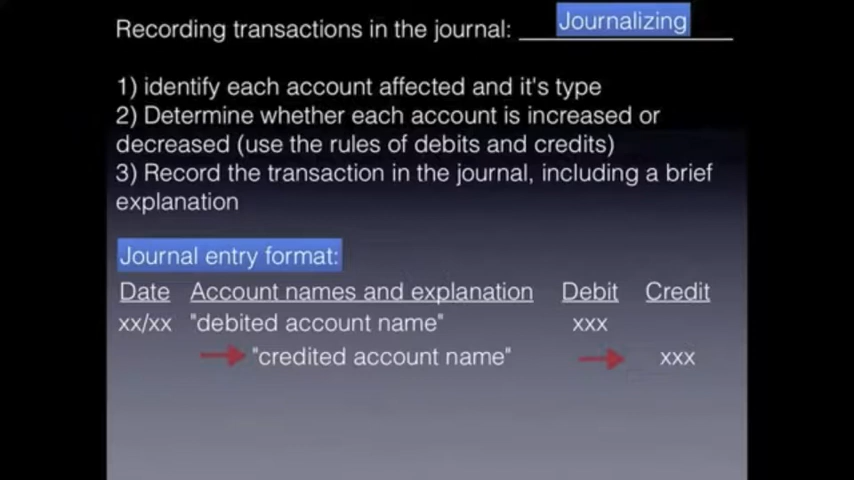 Recording transactions in the journal: Journalizing
1) identify each account affected and it's type
2) Determine whether each account is increased or
decreased (use the rules of debits and credits)
3) Record the transaction in the journal, including a brief
explanation
Journal entry format:
Date Account names and explanation Debit Credit
xx/xx "debited account name" xxx
"credited account name" xxx